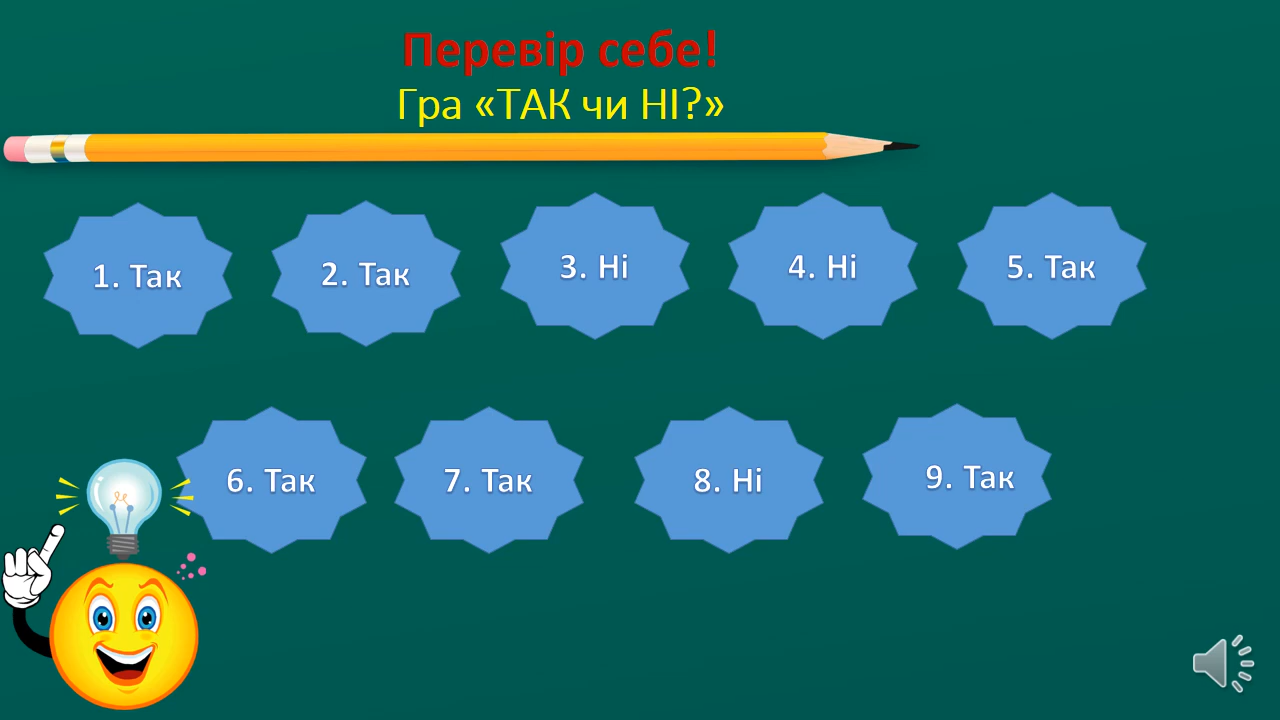 Перевір себе!
Гра «ТАК чи НІ?»
1. Так
2. Так
3. Ні
4. Ні
5. Так
6. Так
7. Так
8. Ні
9. Так